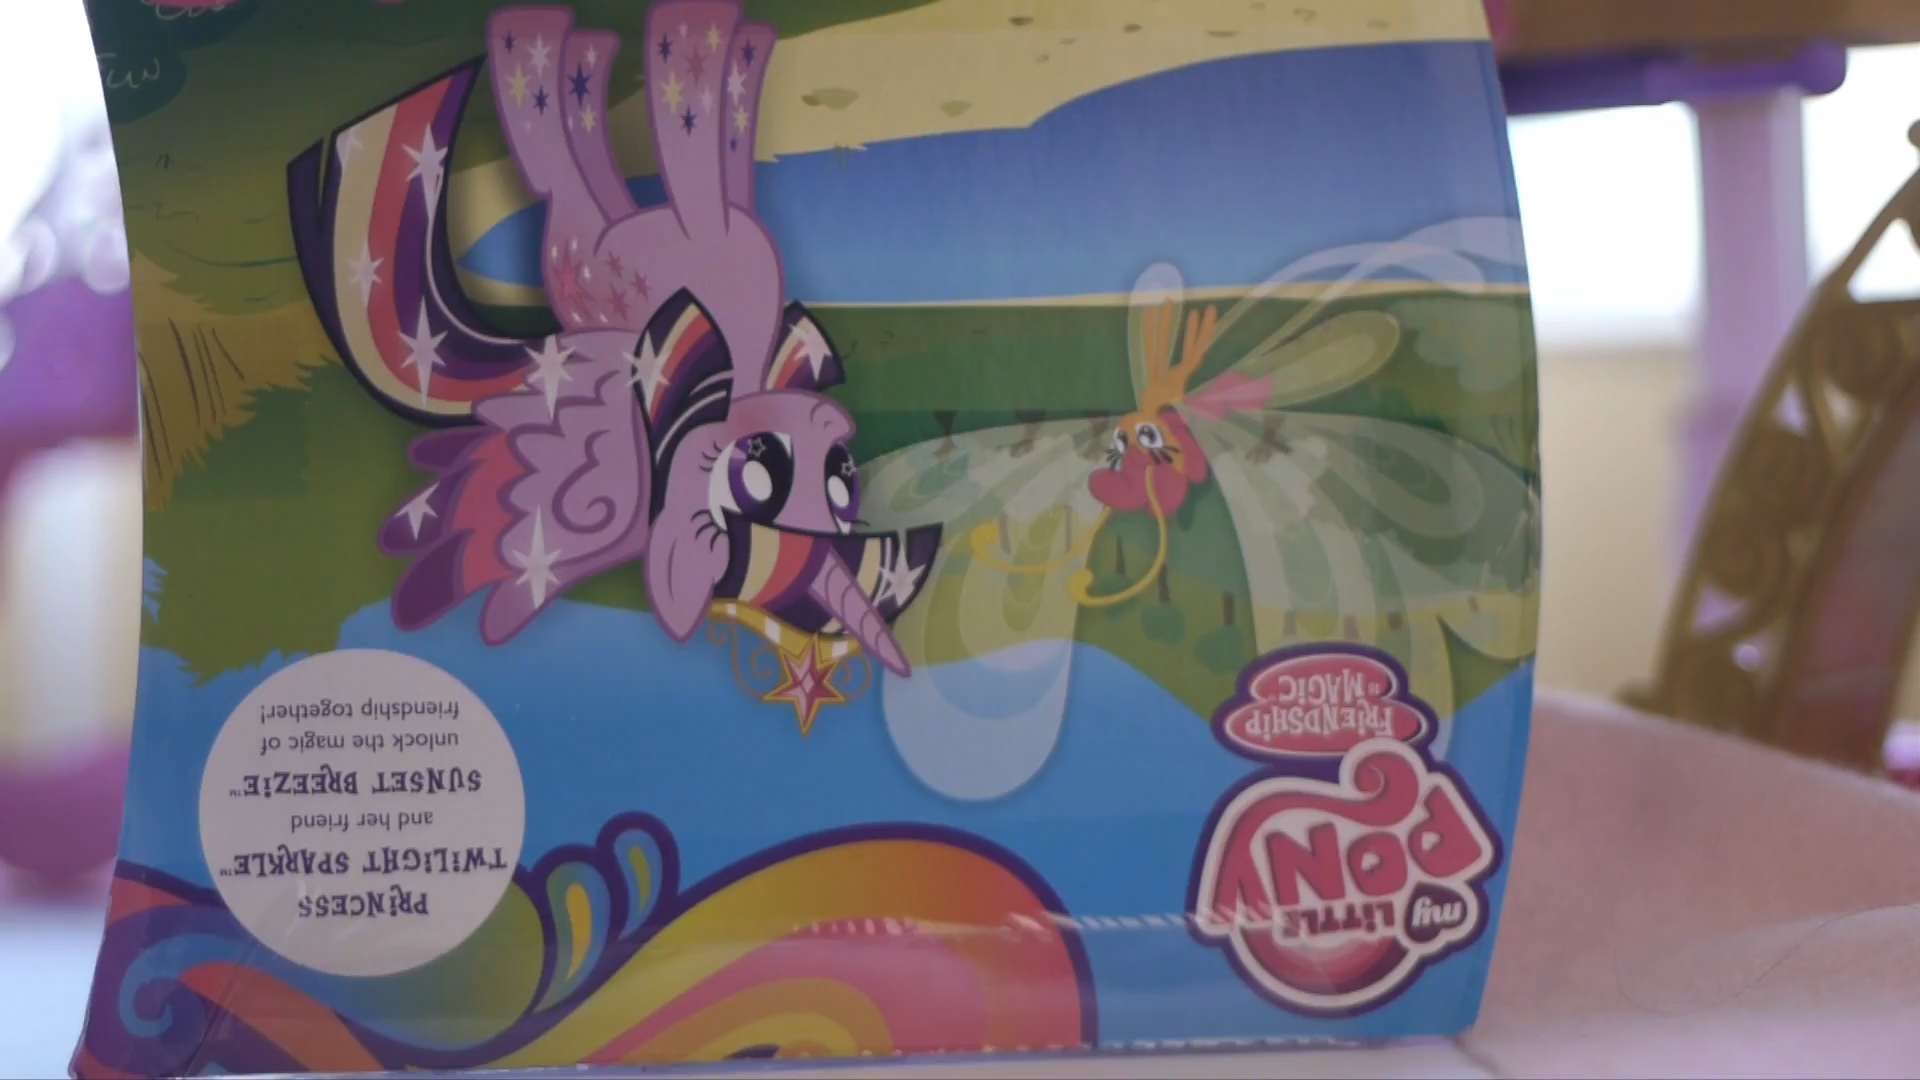 PRINCESS
TWILIGHT SPARKLE™
and her friend
SUNSET BREEZIE™
unlock the magic of
friendship together!
my LITTLE
PONY
FRIENDSHIP
IS MAGIC
FUN